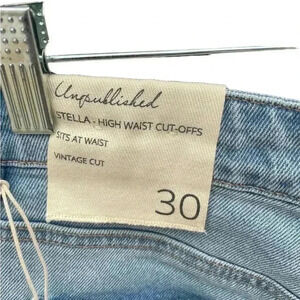 Unpublished
STELLA - HIGH WAIST CUT-OFFS
SITS AT WAIST
VINTAGE CUT
30